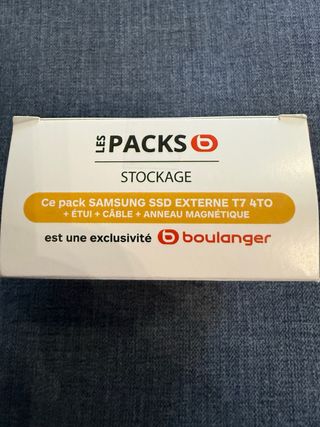 LES PACKS b
STOCKAGE
Ce pack SAMSUNG SSD EXTERNE T7 4TO
+ ÉTUI + CÂBLE + ANNEAU MAGNÉTIQUE
est une exclusivité b boulanger